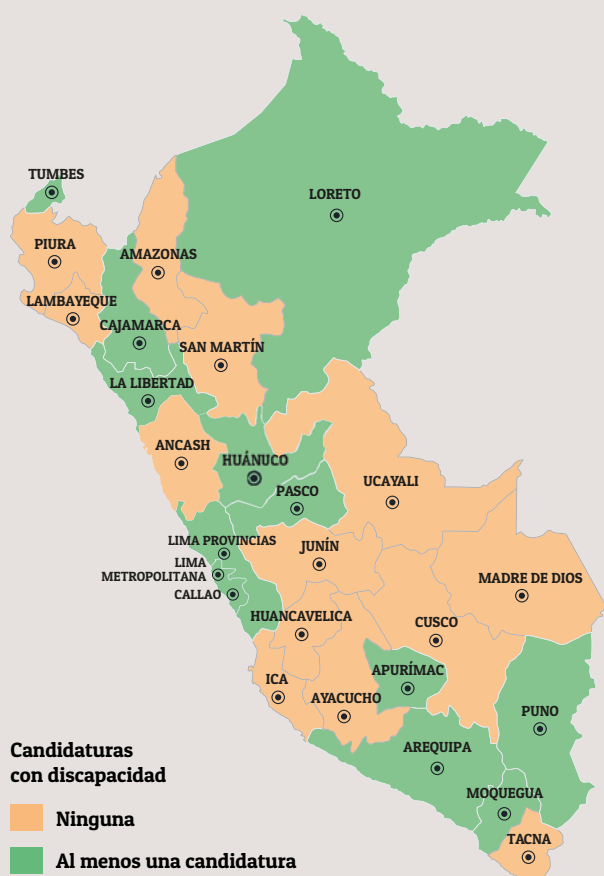 TUMBES
LORETO
PIURA
AMAZONAS
LAMBAYEQUE
CAJAMARCA
SAN MARTÍN
LA LIBERTAD
ANCASH
HUÁNUCO
UCAYALI
PASCO
LIMA PROVINCIAS
JUNÍN
LIMA
METROPOLITANA
MADRE DE DIOS
CALLAO
HUANCAVELICA
CUSCO
APURÍMAC
ICA
AYACUCHO
PUNO
AREQUIPA
MOQUEGUA
TACNA
Candidaturas
con discapacidad
Ninguna
Al menos una candidatura